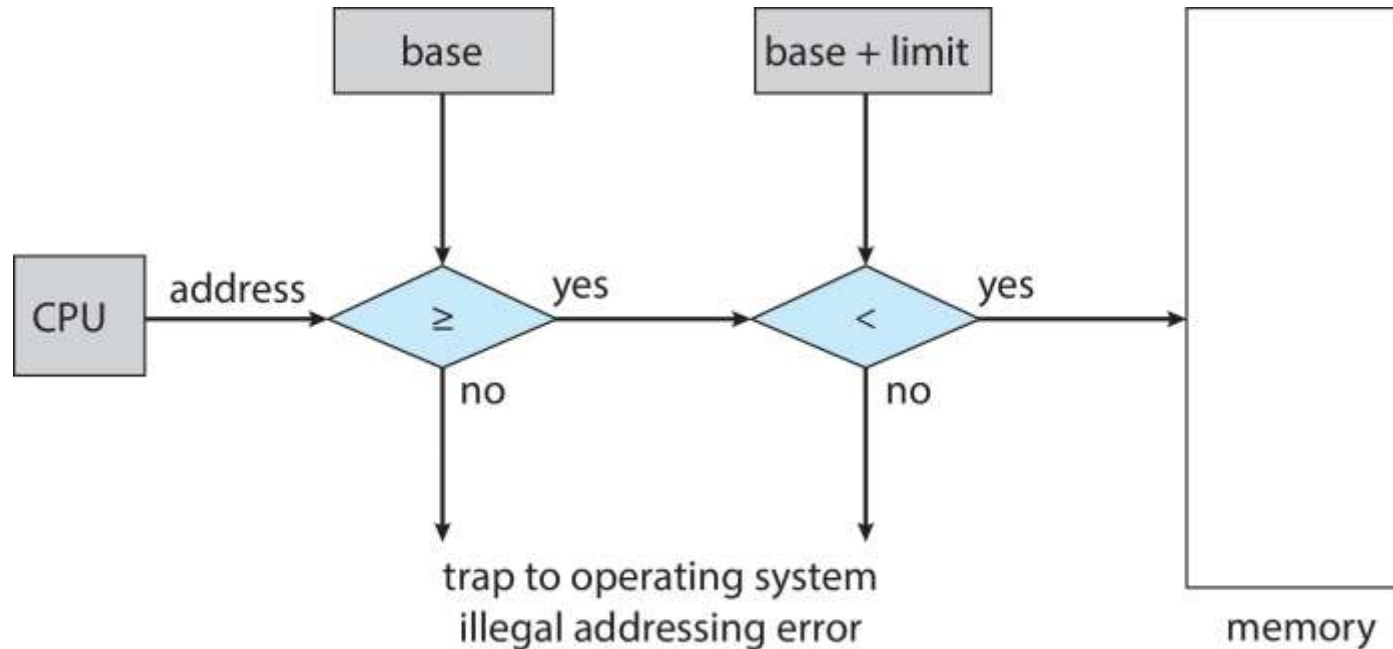 base
base + limit
CPU
address
≥
yes
<
yes
no
no
trap to operating system
illegal addressing error
memory